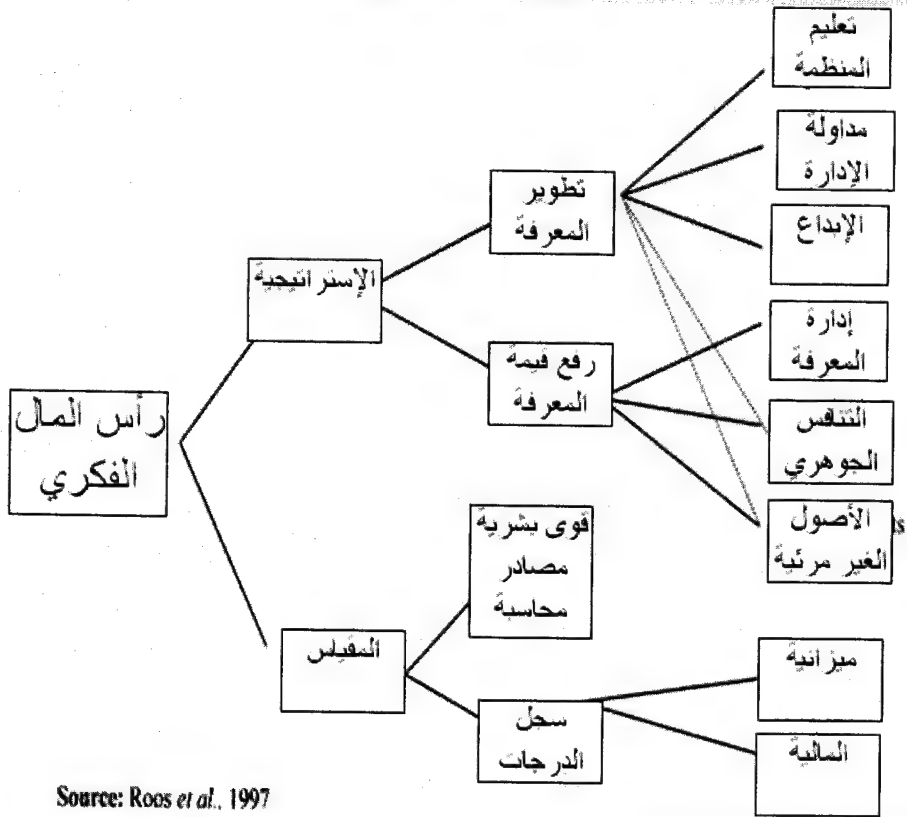 تعليم
المنظمة
مداولة
الإدارة
تطوير
المعرفة
الإبداع
الإستراتيجية
إدارة
المعرفة
رفع قيمة
المعرفة
رأس المال
الفكري
التنافس
الجوهري
الأصول
الغير مرئية
s
قوى بشرية
مصادر
محاسبة
المقياس
ميزانية
سجل
الدرجات
المالية
Source: Roos et al., 1997